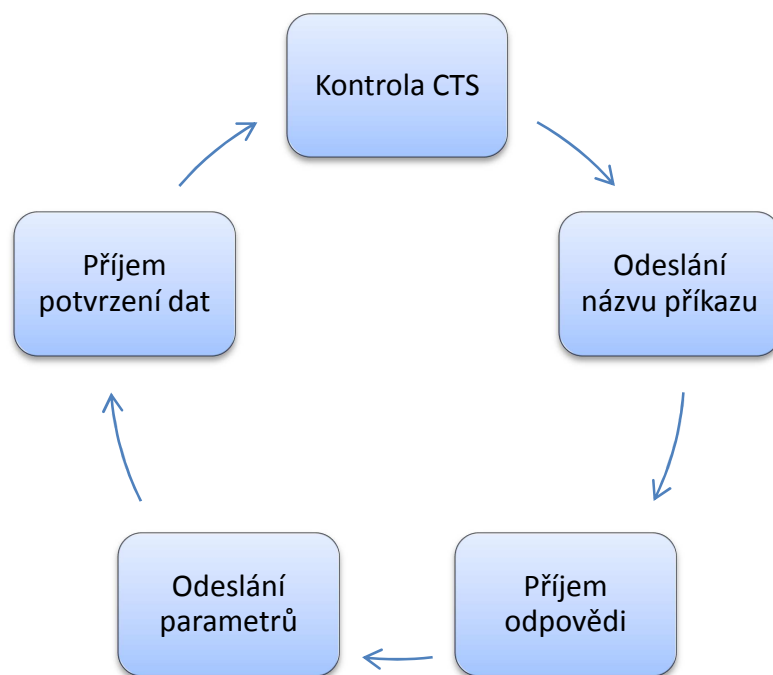 Kontrola CTS
Odeslání
názvu příkazu
Příjem
odpovědi
Odeslání
parametrů
Příjem
potvrzení dat